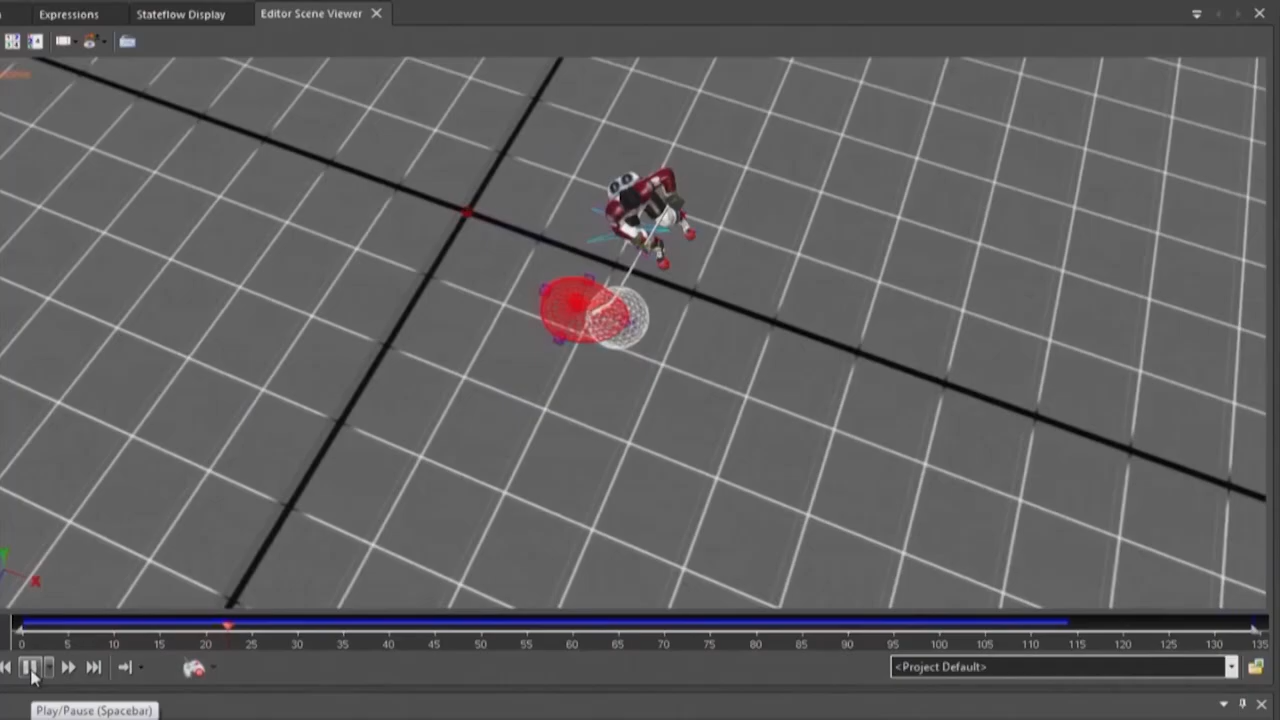 Expressions
Stateflow Display
Editor Scene Viewer
Y
X
0 5 10 15 20 25 30 35 40 45 50 55 60 65 70 75 80 85 90 95 100 105 110 115 120 125 130 135
<Project Default>
Play/Pause (Spacebar)